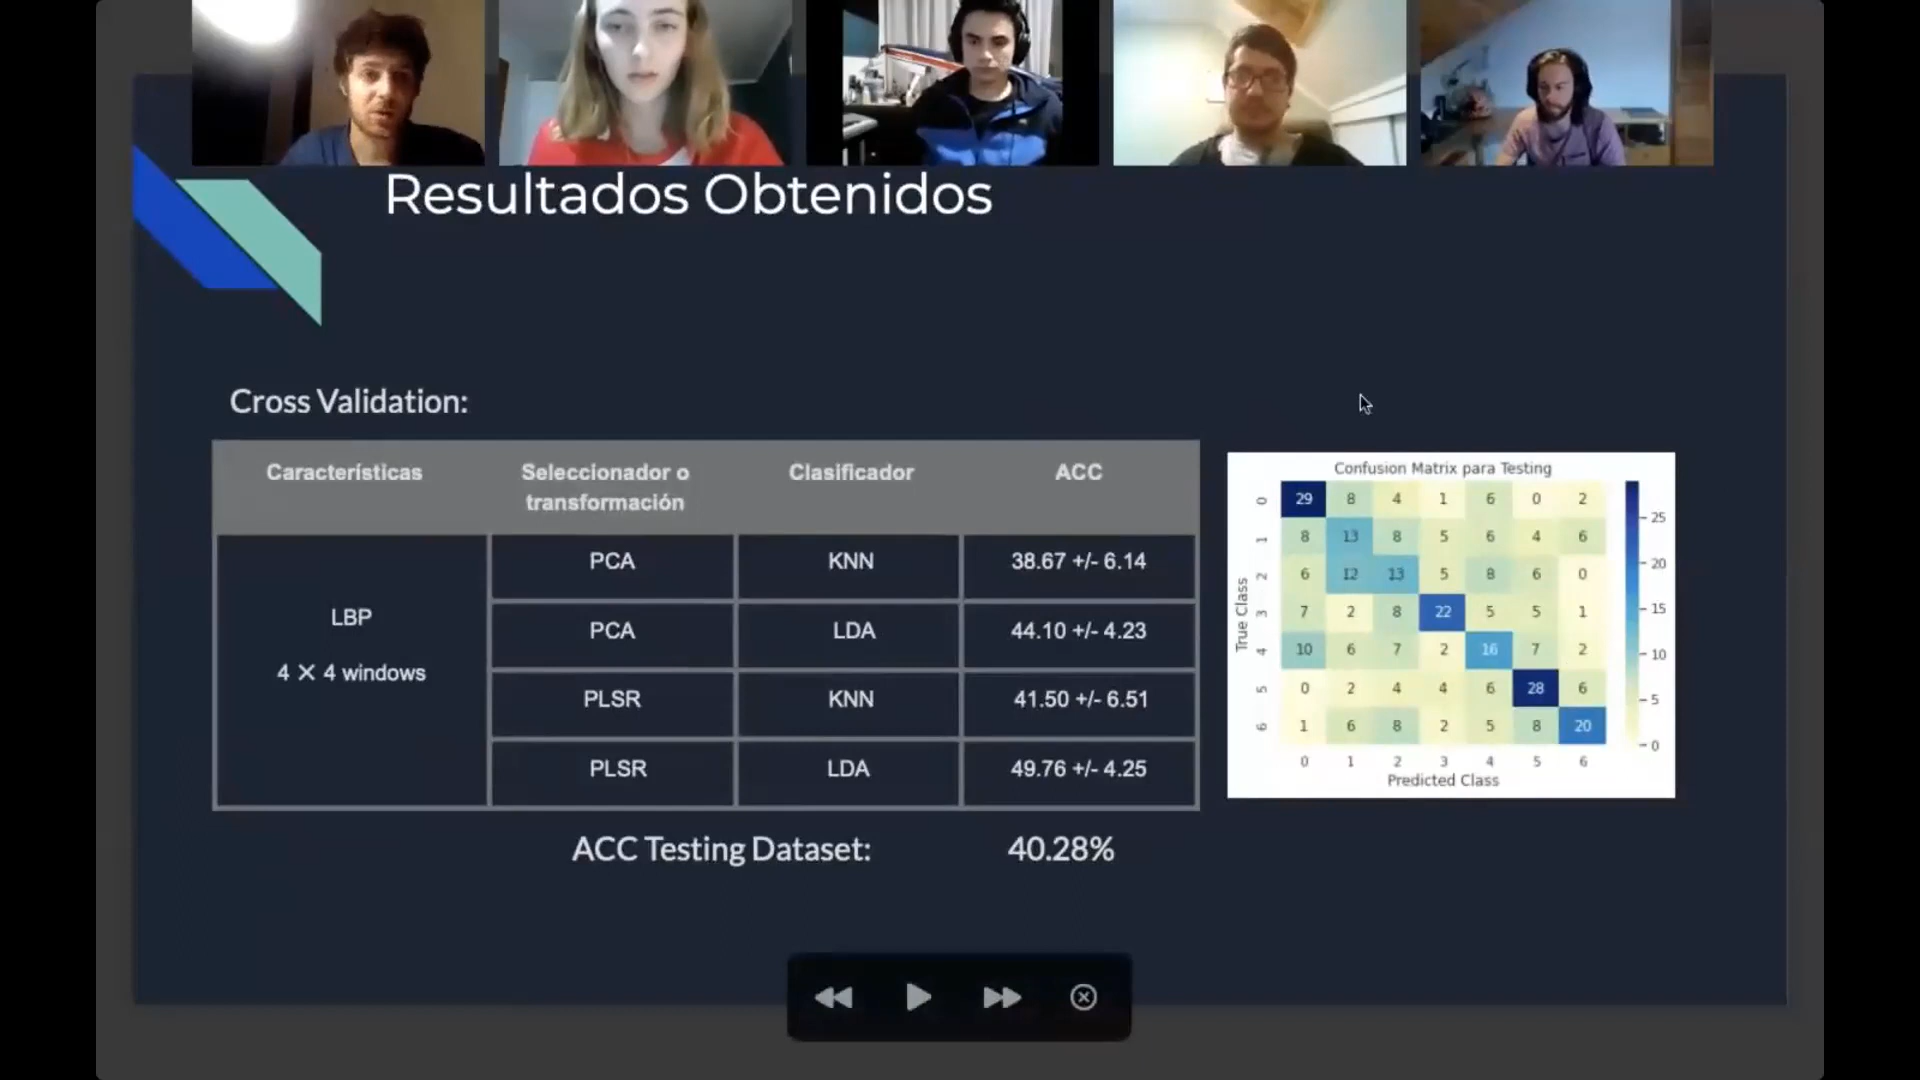 Resultados Obtenidos
Cross Validation:
Características Seleccionador o transformación Clasificador ACC
LBP
4 X 4 windows
PCA KNN 38.67 +/- 6.14
PCA LDA 44.10 +/- 4.23
PLSR KNN 41.50 +/- 6.51
PLSR LDA 49.76 +/- 4.25
ACC Testing Dataset: 40.28%
Confusion Matrix para Testing
True Class
0 29 8 4 1 6 0 2
1 8 13 8 5 6 4 6
2 6 12 13 5 8 6 0
3 7 2 8 22 5 5 1
4 10 6 7 2 16 7 2
5 0 2 4 4 6 28 6
6 1 6 8 2 5 8 20
0 1 2 3 4 5 6
Predicted Class
25
20
15
10
5
0